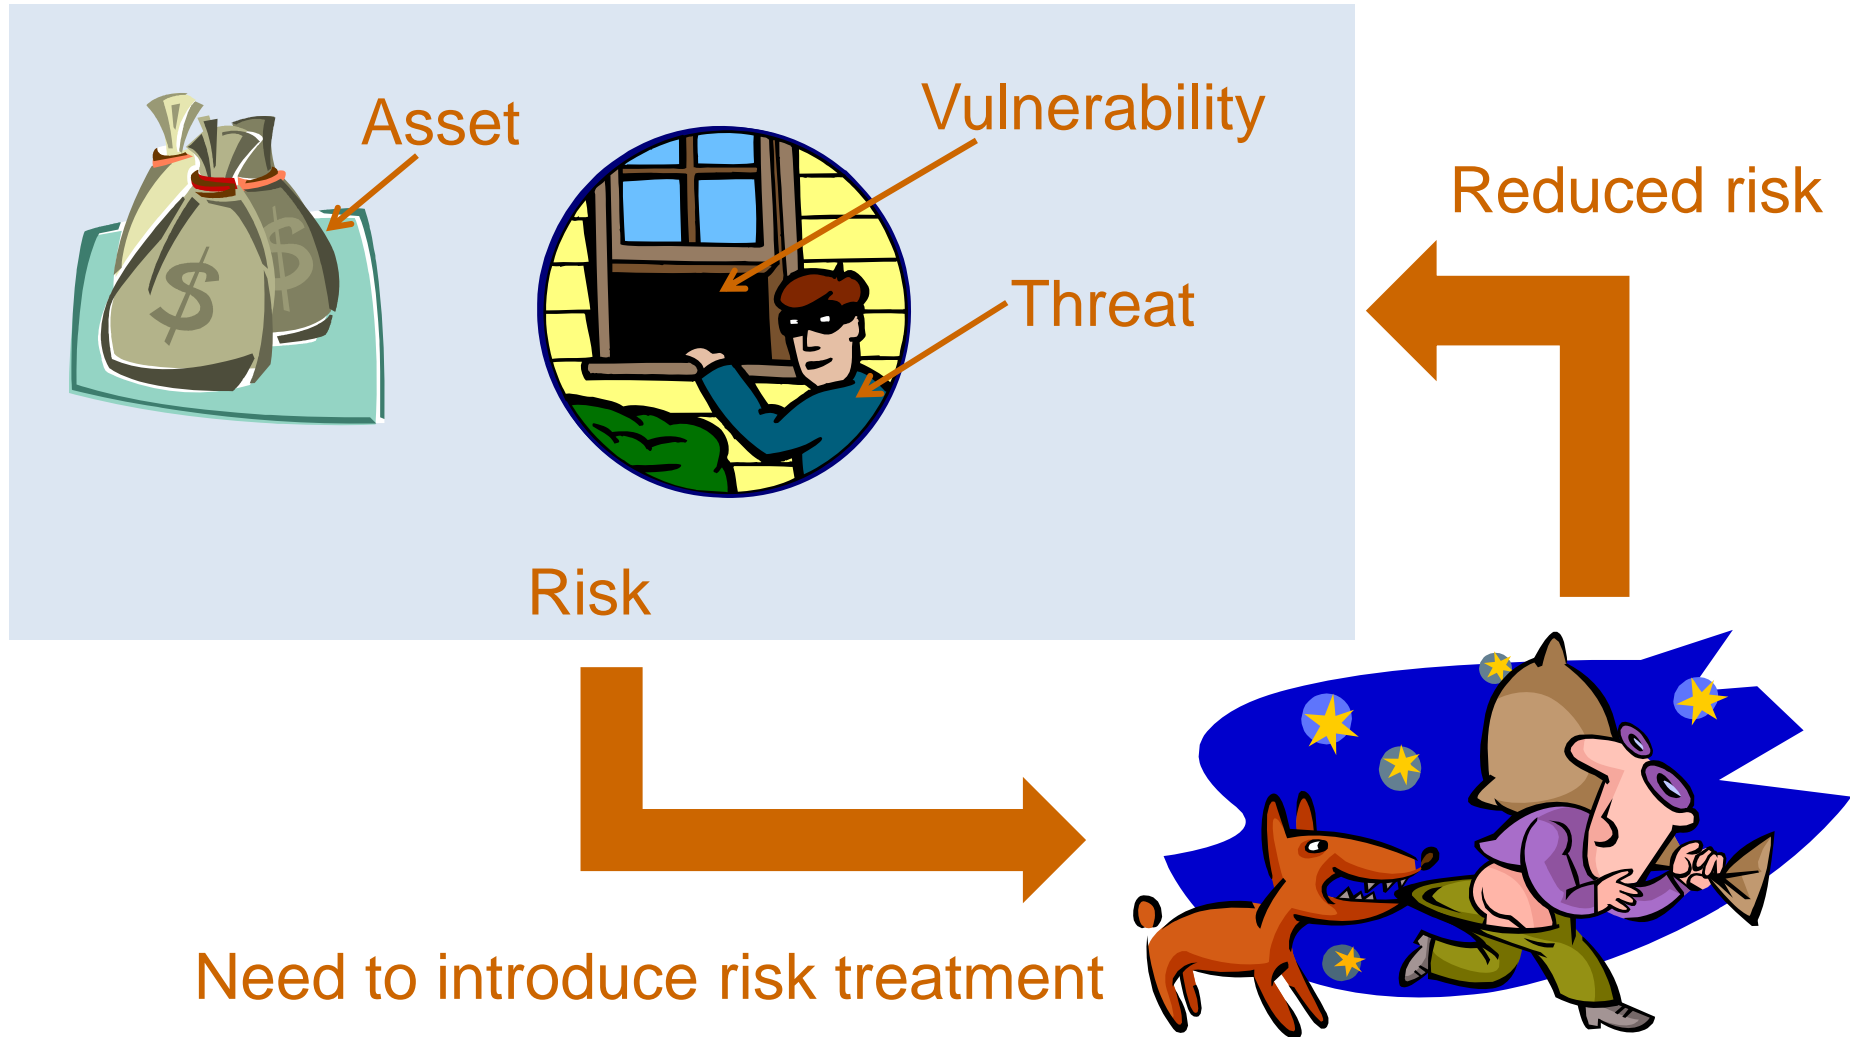 Asset
Vulnerability
Threat
Risk
Reduced risk
Need to introduce risk treatment
$
$